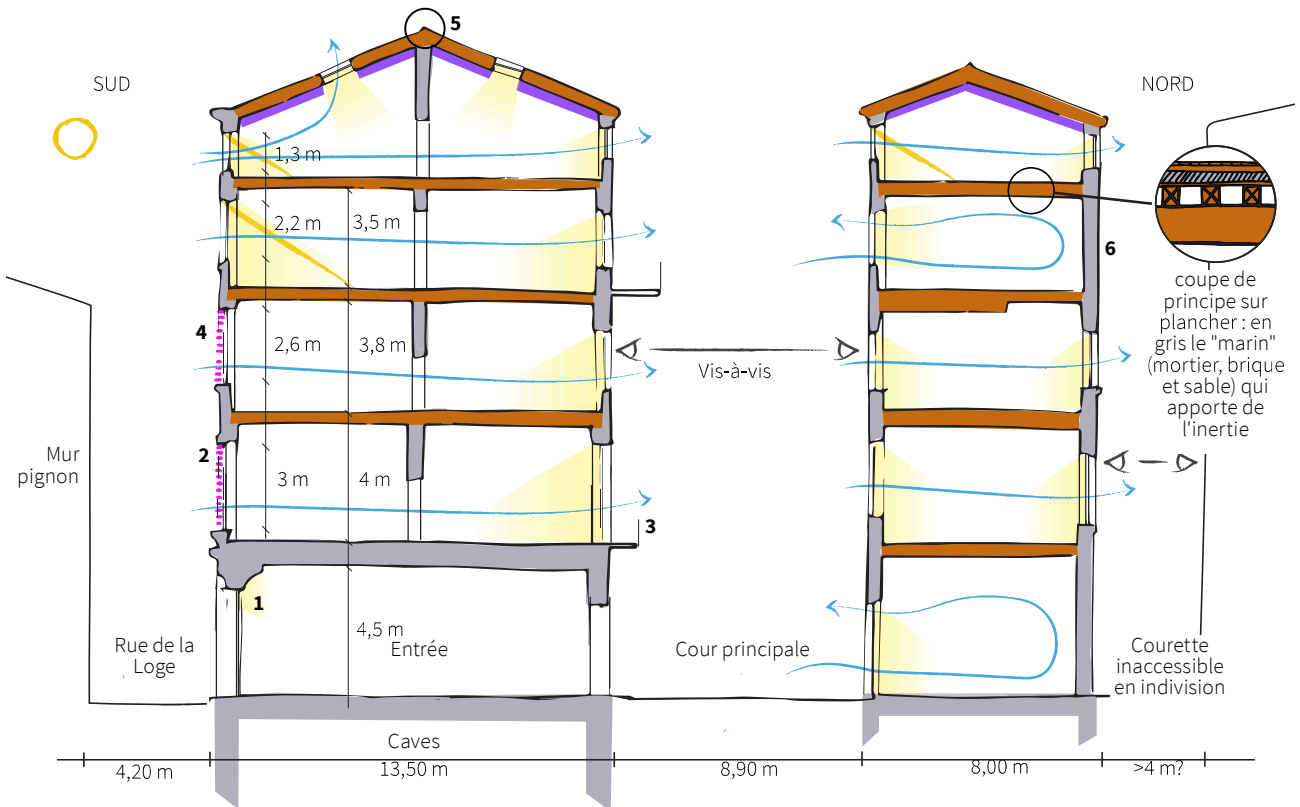 5
SUD
NORD
1,3 m
2,2 m
3,5 m
6
coupe de
principe sur
plancher : en
gris le "marin"
(mortier, brique
et sable) qui
apporte de
l'inertie
4
2,6 m
3,8 m
Vis-à-vis
Mur
pignon
2
3 m
4 m
3
1
4,5 m
Rue de la
Loge
Entrée
Cour principale
Courette
inaccessible
en indivision
Caves
4,20 m
13,50 m
8,90 m
8,00 m
>4 m?